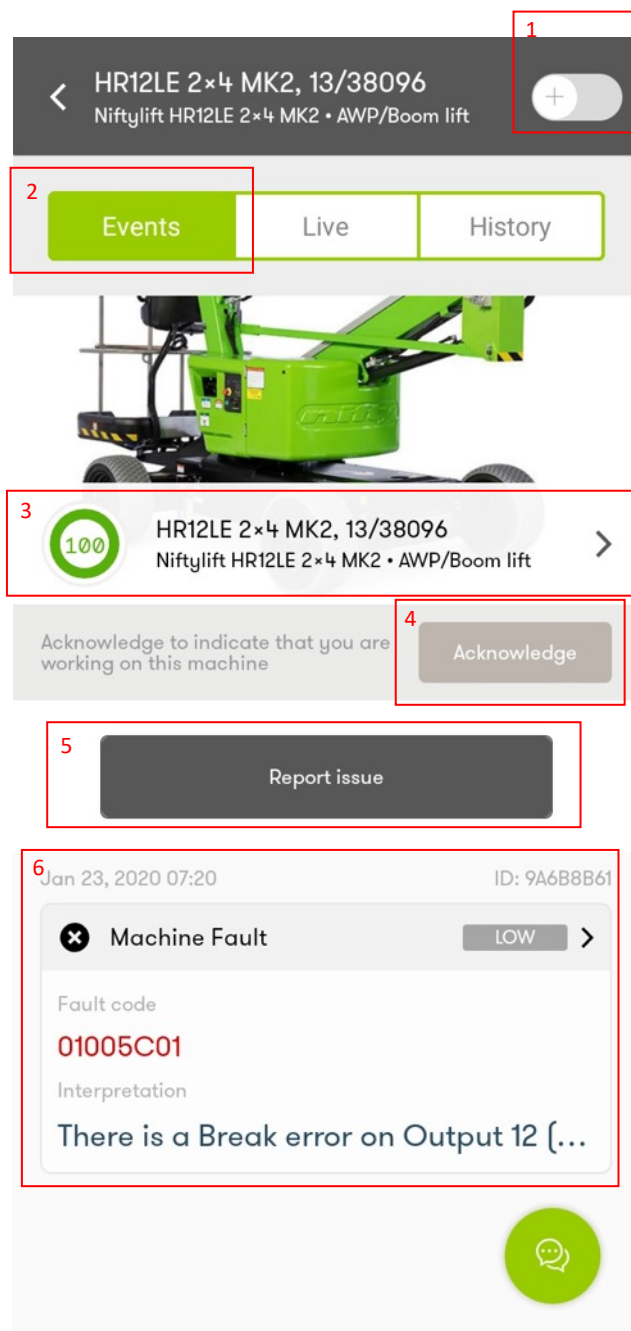 1
HR12LE 2×4 MK2, 13/38096
Niftylift HR12LE 2×4 MK2 • AWP/Boom lift
2
Events Live History
3
100
HR12LE 2×4 MK2, 13/38096
Niftylift HR12LE 2×4 MK2 • AWP/Boom lift
Acknowledge to indicate that you are
working on this machine
4
Acknowledge
5
Report issue
6
Jan 23, 2020 07:20 ID: 9A6B8B61
Machine Fault LOW
Fault code
01005C01
Interpretation
There is a Break error on Output 12 (...